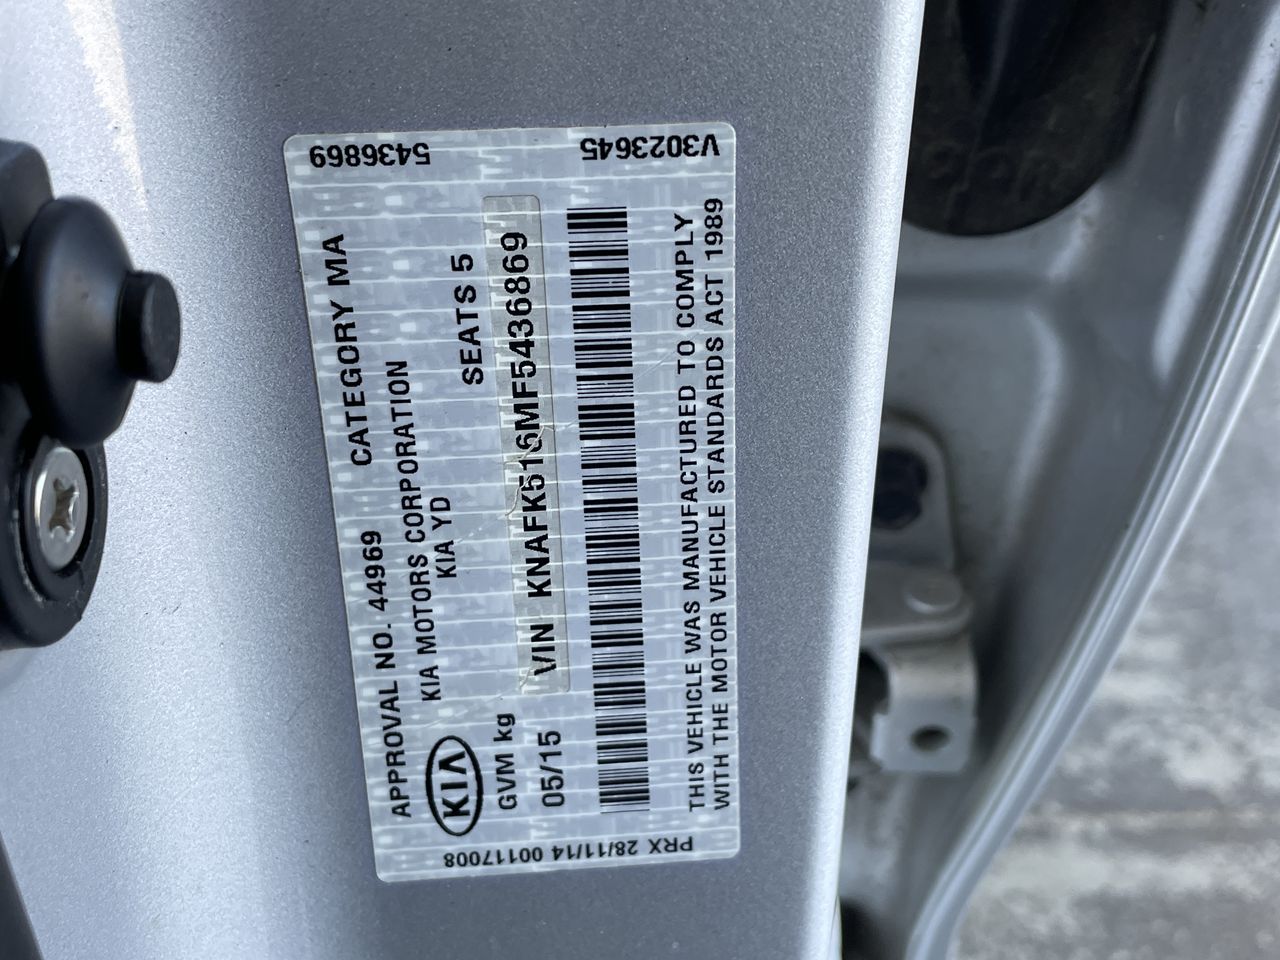 5436869
V3023645
APPROVAL NO. 44969 CATEGORY MA
KIA MOTORS CORPORATION
KIA KIA YD
GVM kg SEATS 5
05/15 VIN KNAFK516MF5436869
THIS VEHICLE WAS MANUFACTURED TO COMPLY
WITH THE MOTOR VEHICLE STANDARDS ACT 1989
PRX 28/11/14 00117008